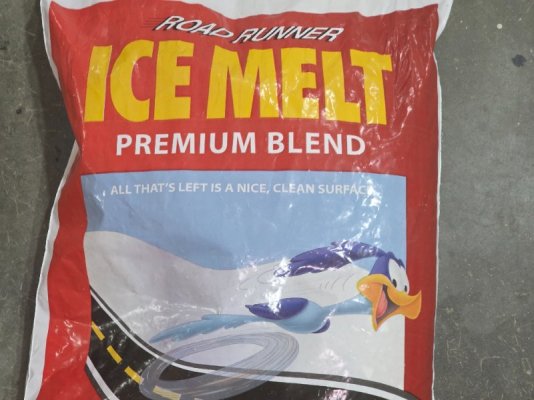 ROAD RUNNER
ICE MELT
PREMIUM BLEND
ALL THAT'S LEFT IS A NICE, CLEAN SURFACE